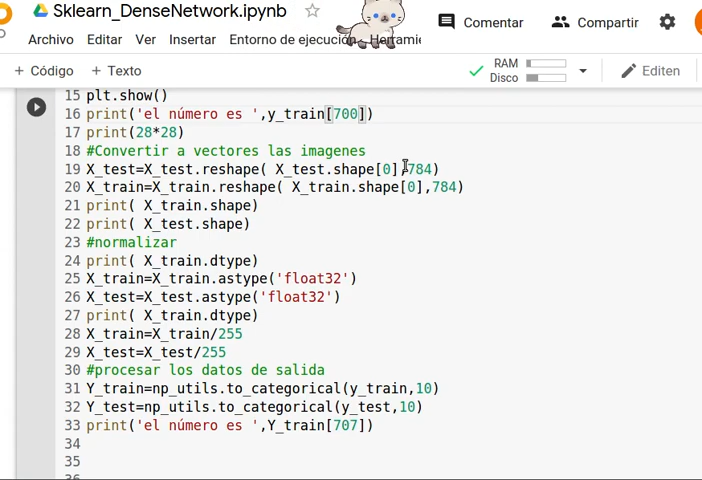 Sklearn_DenseNetwork.ipynb
Comentar
Compartir
Archivo Editar Ver Insertar Entorno de ejecución Herramie
+ Código + Texto
RAM
Disco
Editen
15 plt.show()
16 print('el número es ',y_train[700])
17 print(28*28)
18 #Convertir a vectores las imagenes
19 X_test=X_test.reshape( X_test.shape[0],784)
20 X_train=X_train.reshape( X_train.shape[0],784)
21 print( X_train.shape)
22 print( X_test.shape)
23 #normalizar
24 print( X_train.dtype)
25 X_train=X_train.astype('float32')
26 X_test=X_test.astype('float32')
27 print( X_train.dtype)
28 X_train=X_train/255
29 X_test=X_test/255
30 #procesar los datos de salida
31 Y_train=np_utils.to_categorical(y_train,10)
32 Y_test=np_utils.to_categorical(y_test,10)
33 print('el número es ',Y_train[707])
34
35